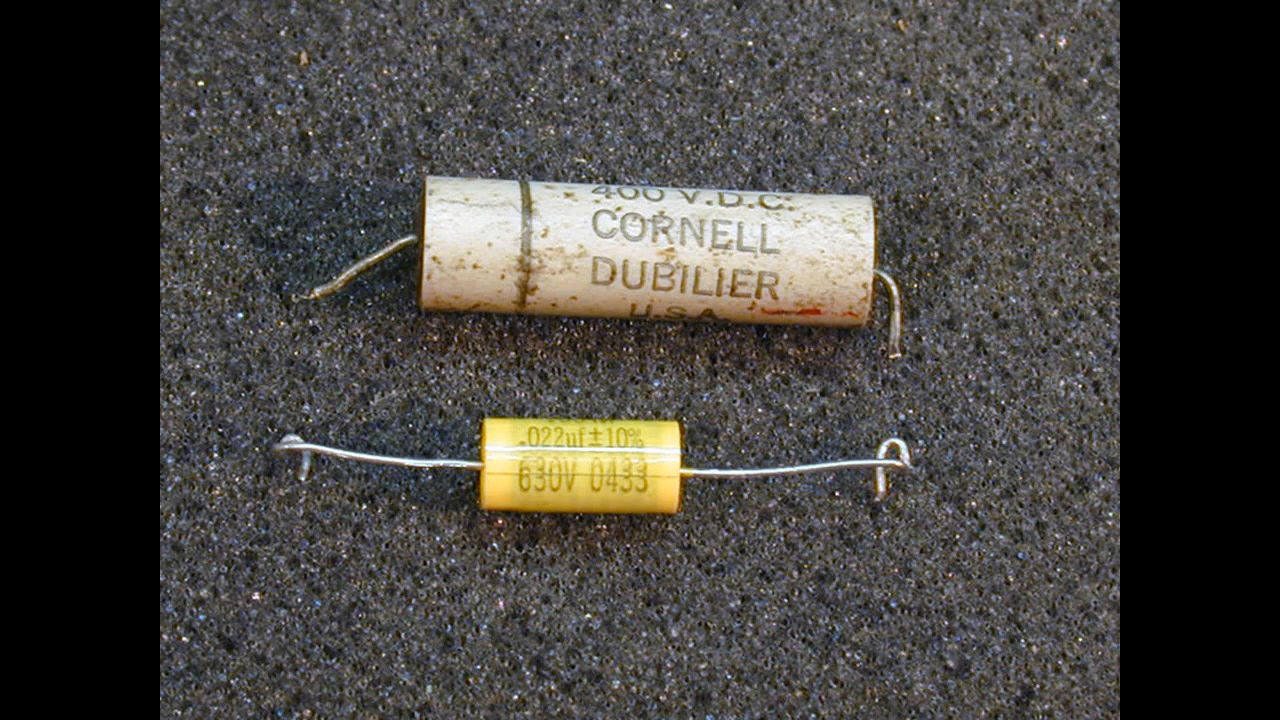 400 V.D.C.
CORNELL
DUBILIER
U.S.A.
.022uf±10%
630V 0433